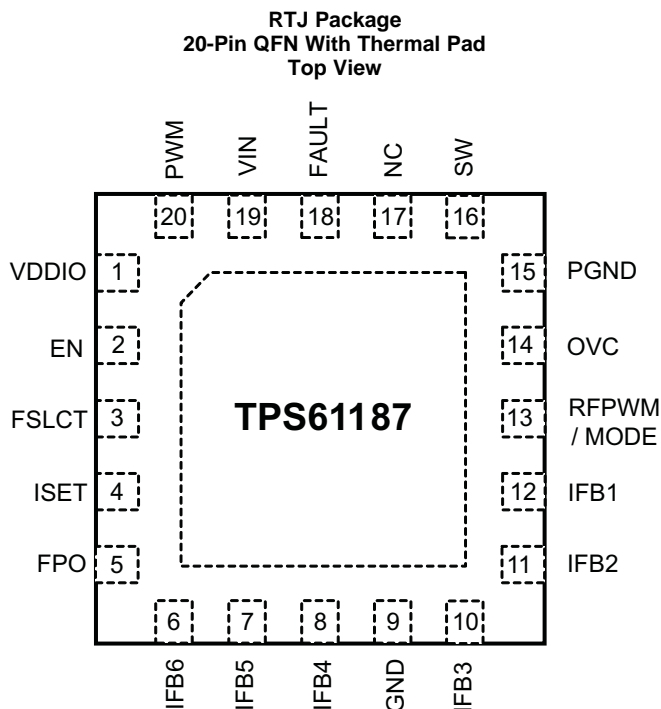 RTJ Package
20-Pin QFN With Thermal Pad
Top View
PWM
VIN
FAULT
NC
SW
20
19
18
17
16
VDDIO
1
15
PGND
EN
2
14
OVC
FSLCT
3
TPS61187
13
RFPWM
/ MODE
ISET
4
12
IFB1
FPO
5
11
IFB2
6
7
8
9
10
IFB6
IFB5
IFB4
GND
IFB3